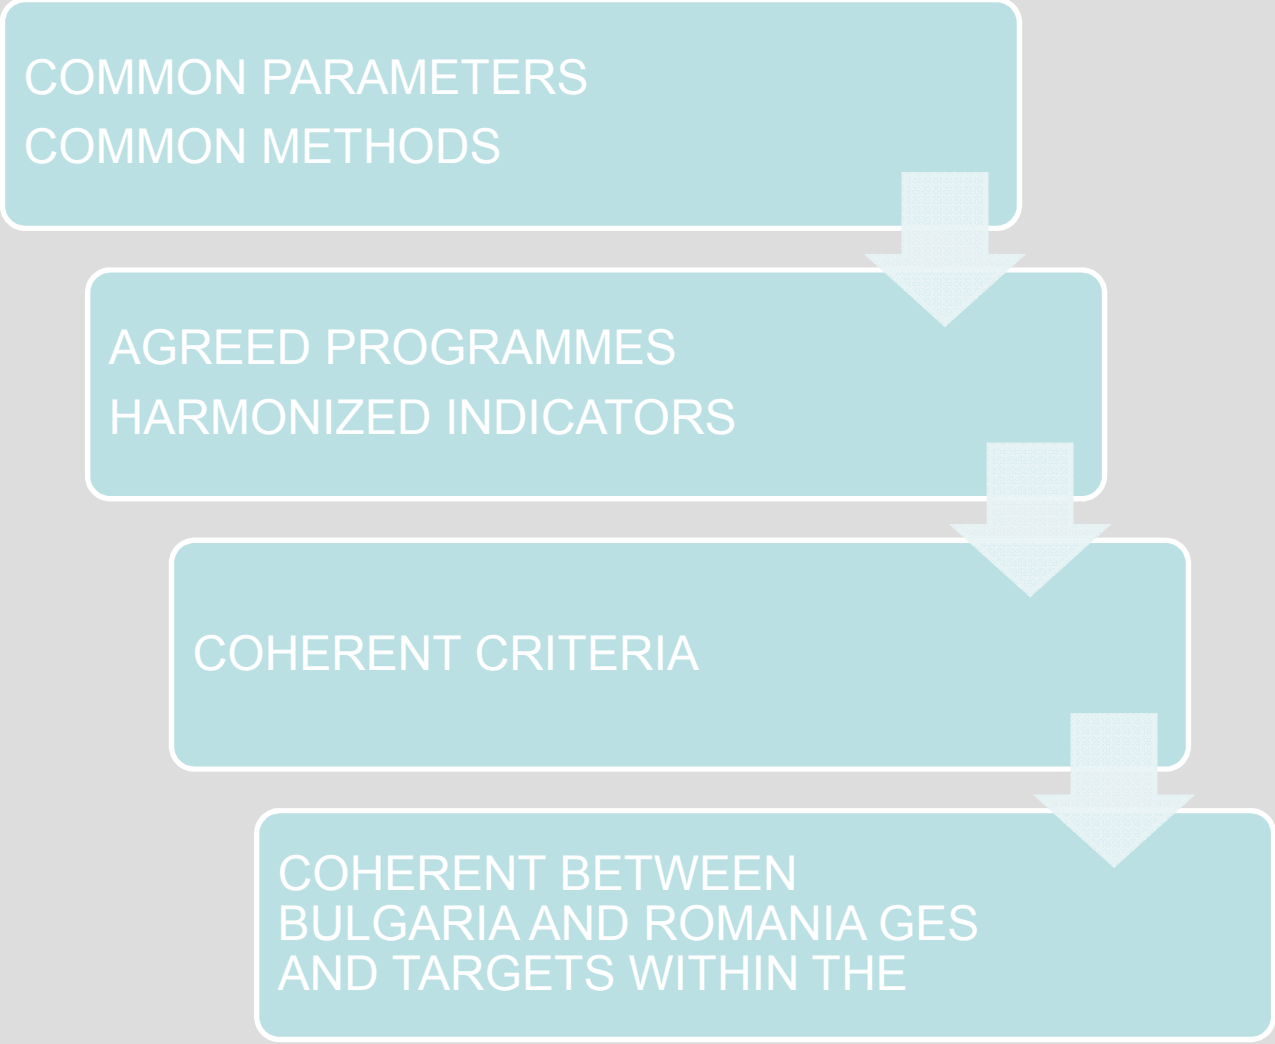 COMMON PARAMETERS
COMMON METHODS
AGREED PROGRAMMES
HARMONIZED INDICATORS
COHERENT CRITERIA
COHERENT BETWEEN
BULGARIA AND ROMANIA GES
AND TARGETS WITHIN THE